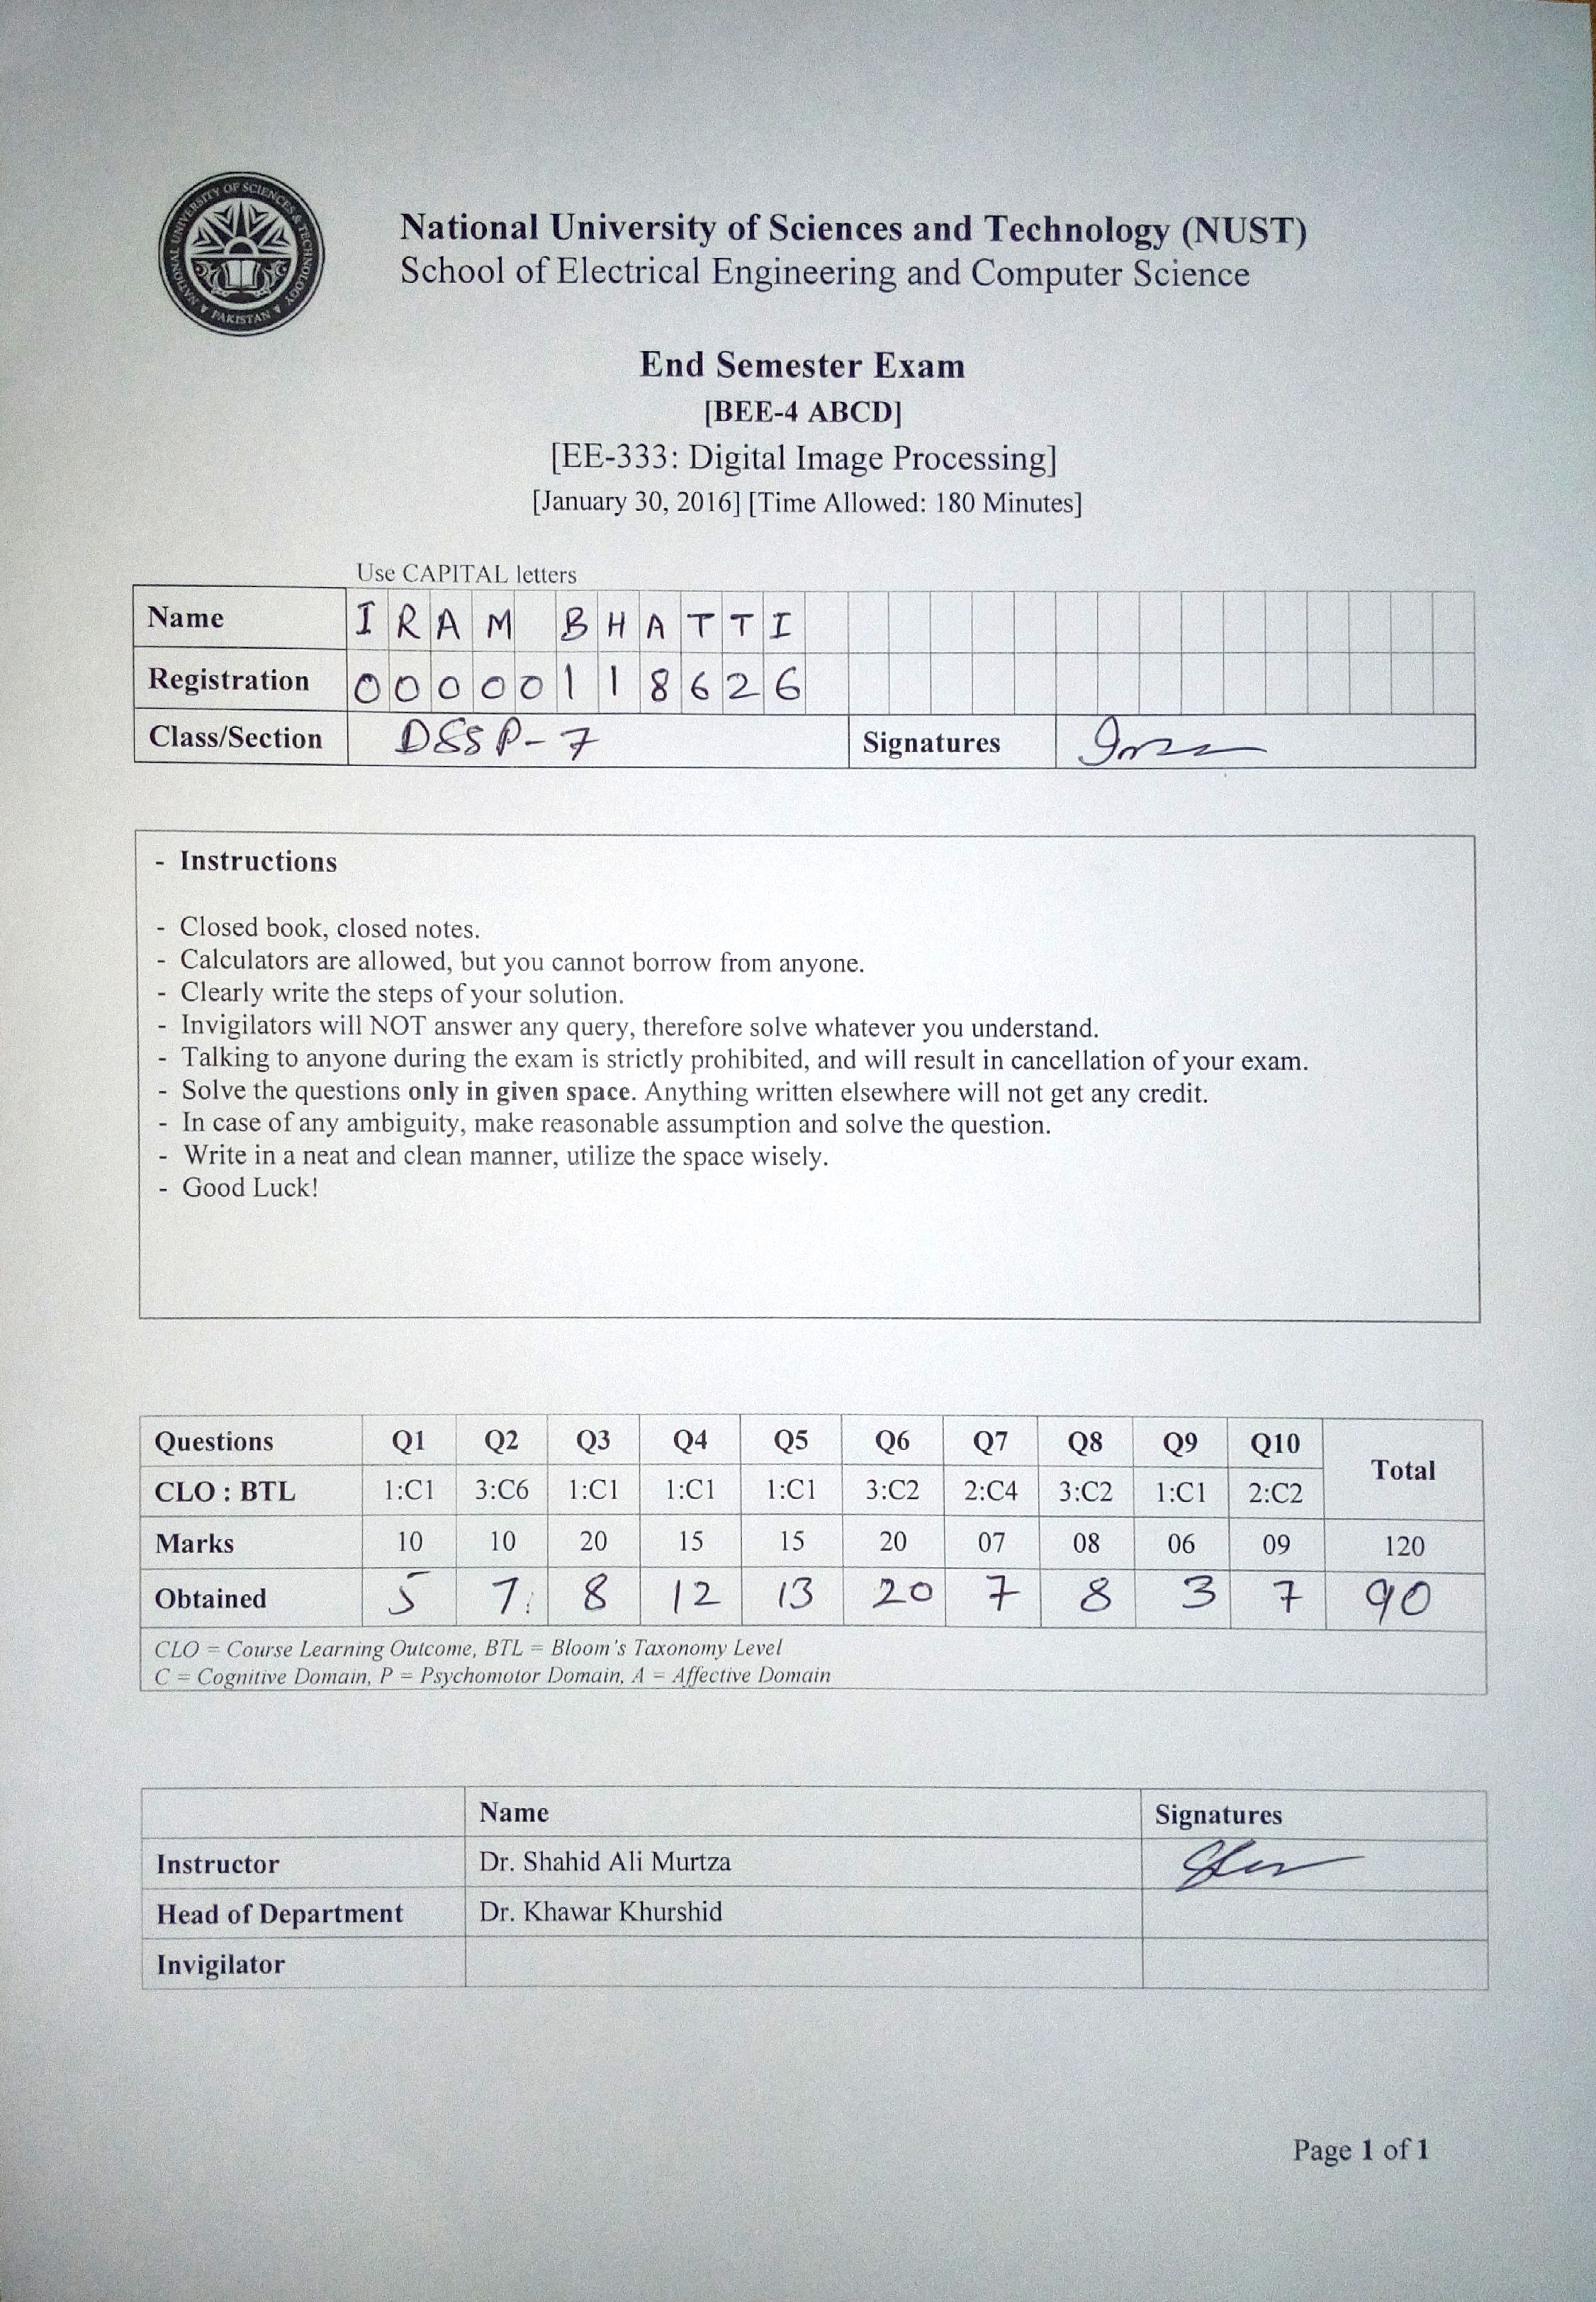 NATIONAL UNIVERSITY OF SCIENCES & TECHNOLOGY
PAKISTAN
National University of Sciences and Technology (NUST)
School of Electrical Engineering and Computer Science
End Semester Exam
[BEE-4 ABCD]
[EE-333: Digital Image Processing]
[January 30, 2016] [Time Allowed: 180 Minutes]
Use CAPITAL letters
Name IRAM BHATTI
Registration 00000118626
Class/Section DSSP-7 Signatures
- Instructions
- Closed book, closed notes.
- Calculators are allowed, but you cannot borrow from anyone.
- Clearly write the steps of your solution.
- Invigilators will NOT answer any query, therefore solve whatever you understand.
- Talking to anyone during the exam is strictly prohibited, and will result in cancellation of your exam.
- Solve the questions only in given space. Anything written elsewhere will not get any credit.
- In case of any ambiguity, make reasonable assumption and solve the question.
- Write in a neat and clean manner, utilize the space wisely.
- Good Luck!
Questions Q1 Q2 Q3 Q4 Q5 Q6 Q7 Q8 Q9 Q10 Total
CLO : BTL 1:C1 3:C6 1:C1 1:C1 1:C1 3:C2 2:C4 3:C2 1:C1 2:C2
Marks 10 10 20 15 15 20 07 08 06 09 120
Obtained 5 7 8 12 13 20 7 8 3 7 90
CLO = Course Learning Outcome, BTL = Bloom's Taxonomy Level
C = Cognitive Domain, P = Psychomotor Domain, A = Affective Domain
Name Signatures
Instructor Dr. Shahid Ali Murtza
Head of Department Dr. Khawar Khurshid
Invigilator
Page 1 of 1